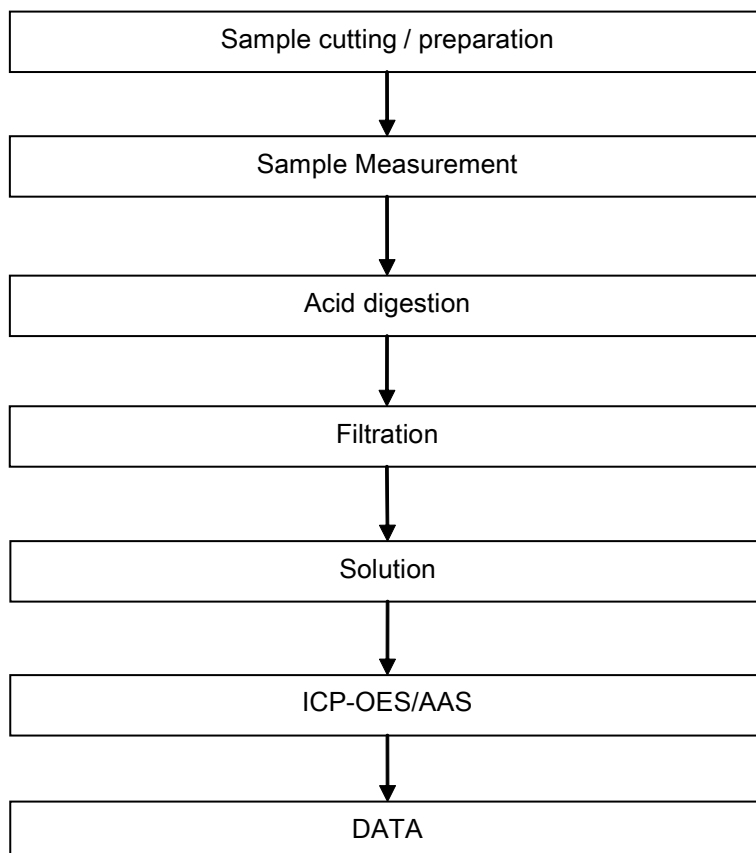 Sample cutting / preparation
Sample Measurement
Acid digestion
Filtration
Solution
ICP-OES/AAS
DATA